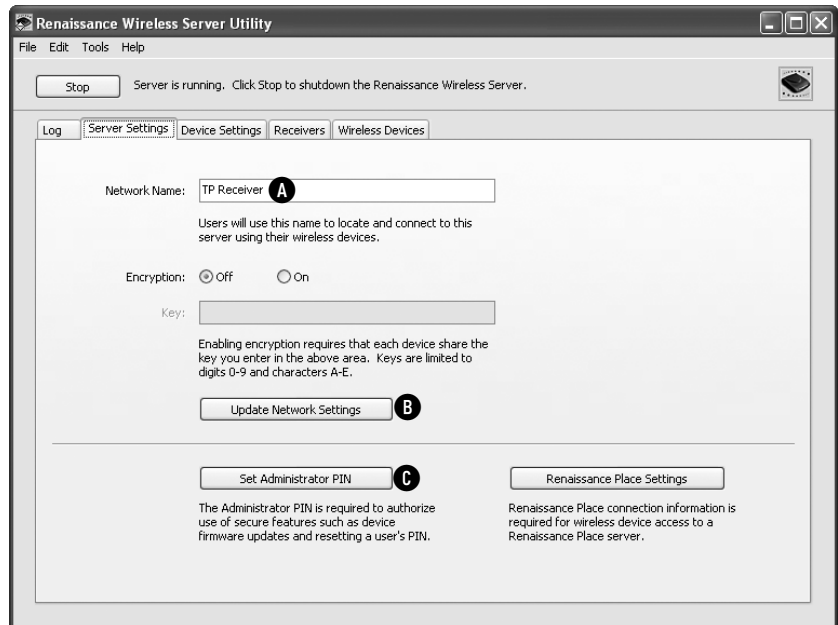 Renaissance Wireless Server Utility
File Edit Tools Help
Stop
Server is running. Click Stop to shutdown the Renaissance Wireless Server.
Log Server Settings Device Settings Receivers Wireless Devices
Network Name: TP Receiver A
Users will use this name to locate and connect to this
server using their wireless devices.
Encryption: Off On
Key:
Enabling encryption requires that each device share the
key you enter in the above area. Keys are limited to
digits 0-9 and characters A-E.
Update Network Settings B
Set Administrator PIN C
The Administrator PIN is required to authorize
use of secure features such as device
firmware updates and resetting a user's PIN.
Renaissance Place Settings
Renaissance Place connection information is
required for wireless device access to a
Renaissance Place server.